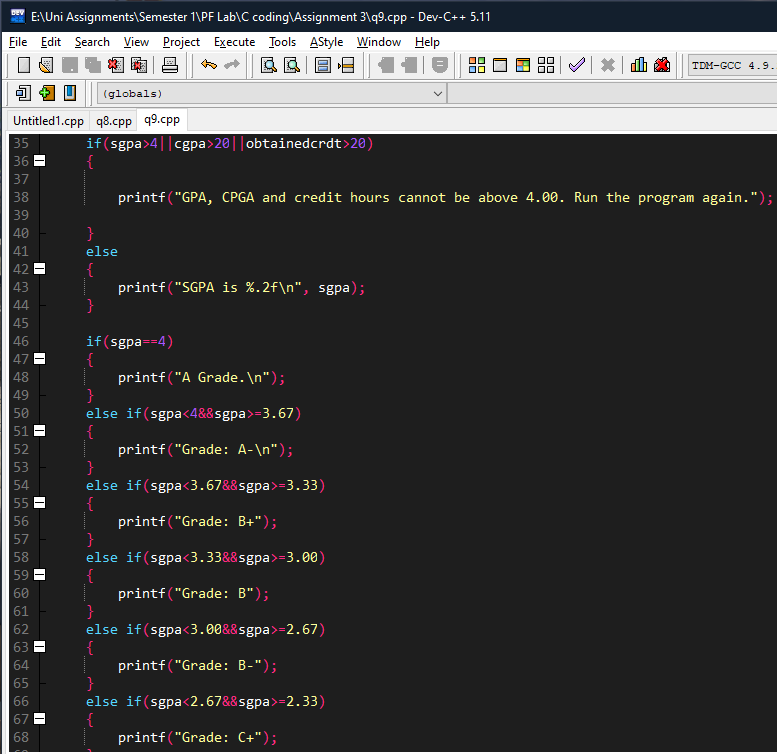 E:\Uni Assignments\Semester 1\PF Lab\C coding\Assignment 3\q9.cpp - Dev-C++ 5.11
File Edit Search View Project Execute Tools AStyle Window Help
TDM-GCC 4.9.
(globals)
Untitled1.cpp q8.cpp q9.cpp
35 if(sgpa>4||cgpa>20||obtainedcrdt>20)
36 {
37
38 printf("GPA, CPGA and credit hours cannot be above 4.00. Run the program again.");
39
40 }
41 else
42 {
43 printf("SGPA is %.2f\n", sgpa);
44 }
45
46 if(sgpa==4)
47 {
48 printf("A Grade.\n");
49 }
50 else if(sgpa<4&&sgpa>=3.67)
51 {
52 printf("Grade: A-\n");
53 }
54 else if(sgpa<3.67&&sgpa>=3.33)
55 {
56 printf("Grade: B+");
57 }
58 else if(sgpa<3.33&&sgpa>=3.00)
59 {
60 printf("Grade: B");
61 }
62 else if(sgpa<3.00&&sgpa>=2.67)
63 {
64 printf("Grade: B-");
65 }
66 else if(sgpa<2.67&&sgpa>=2.33)
67 {
68 printf("Grade: C+");